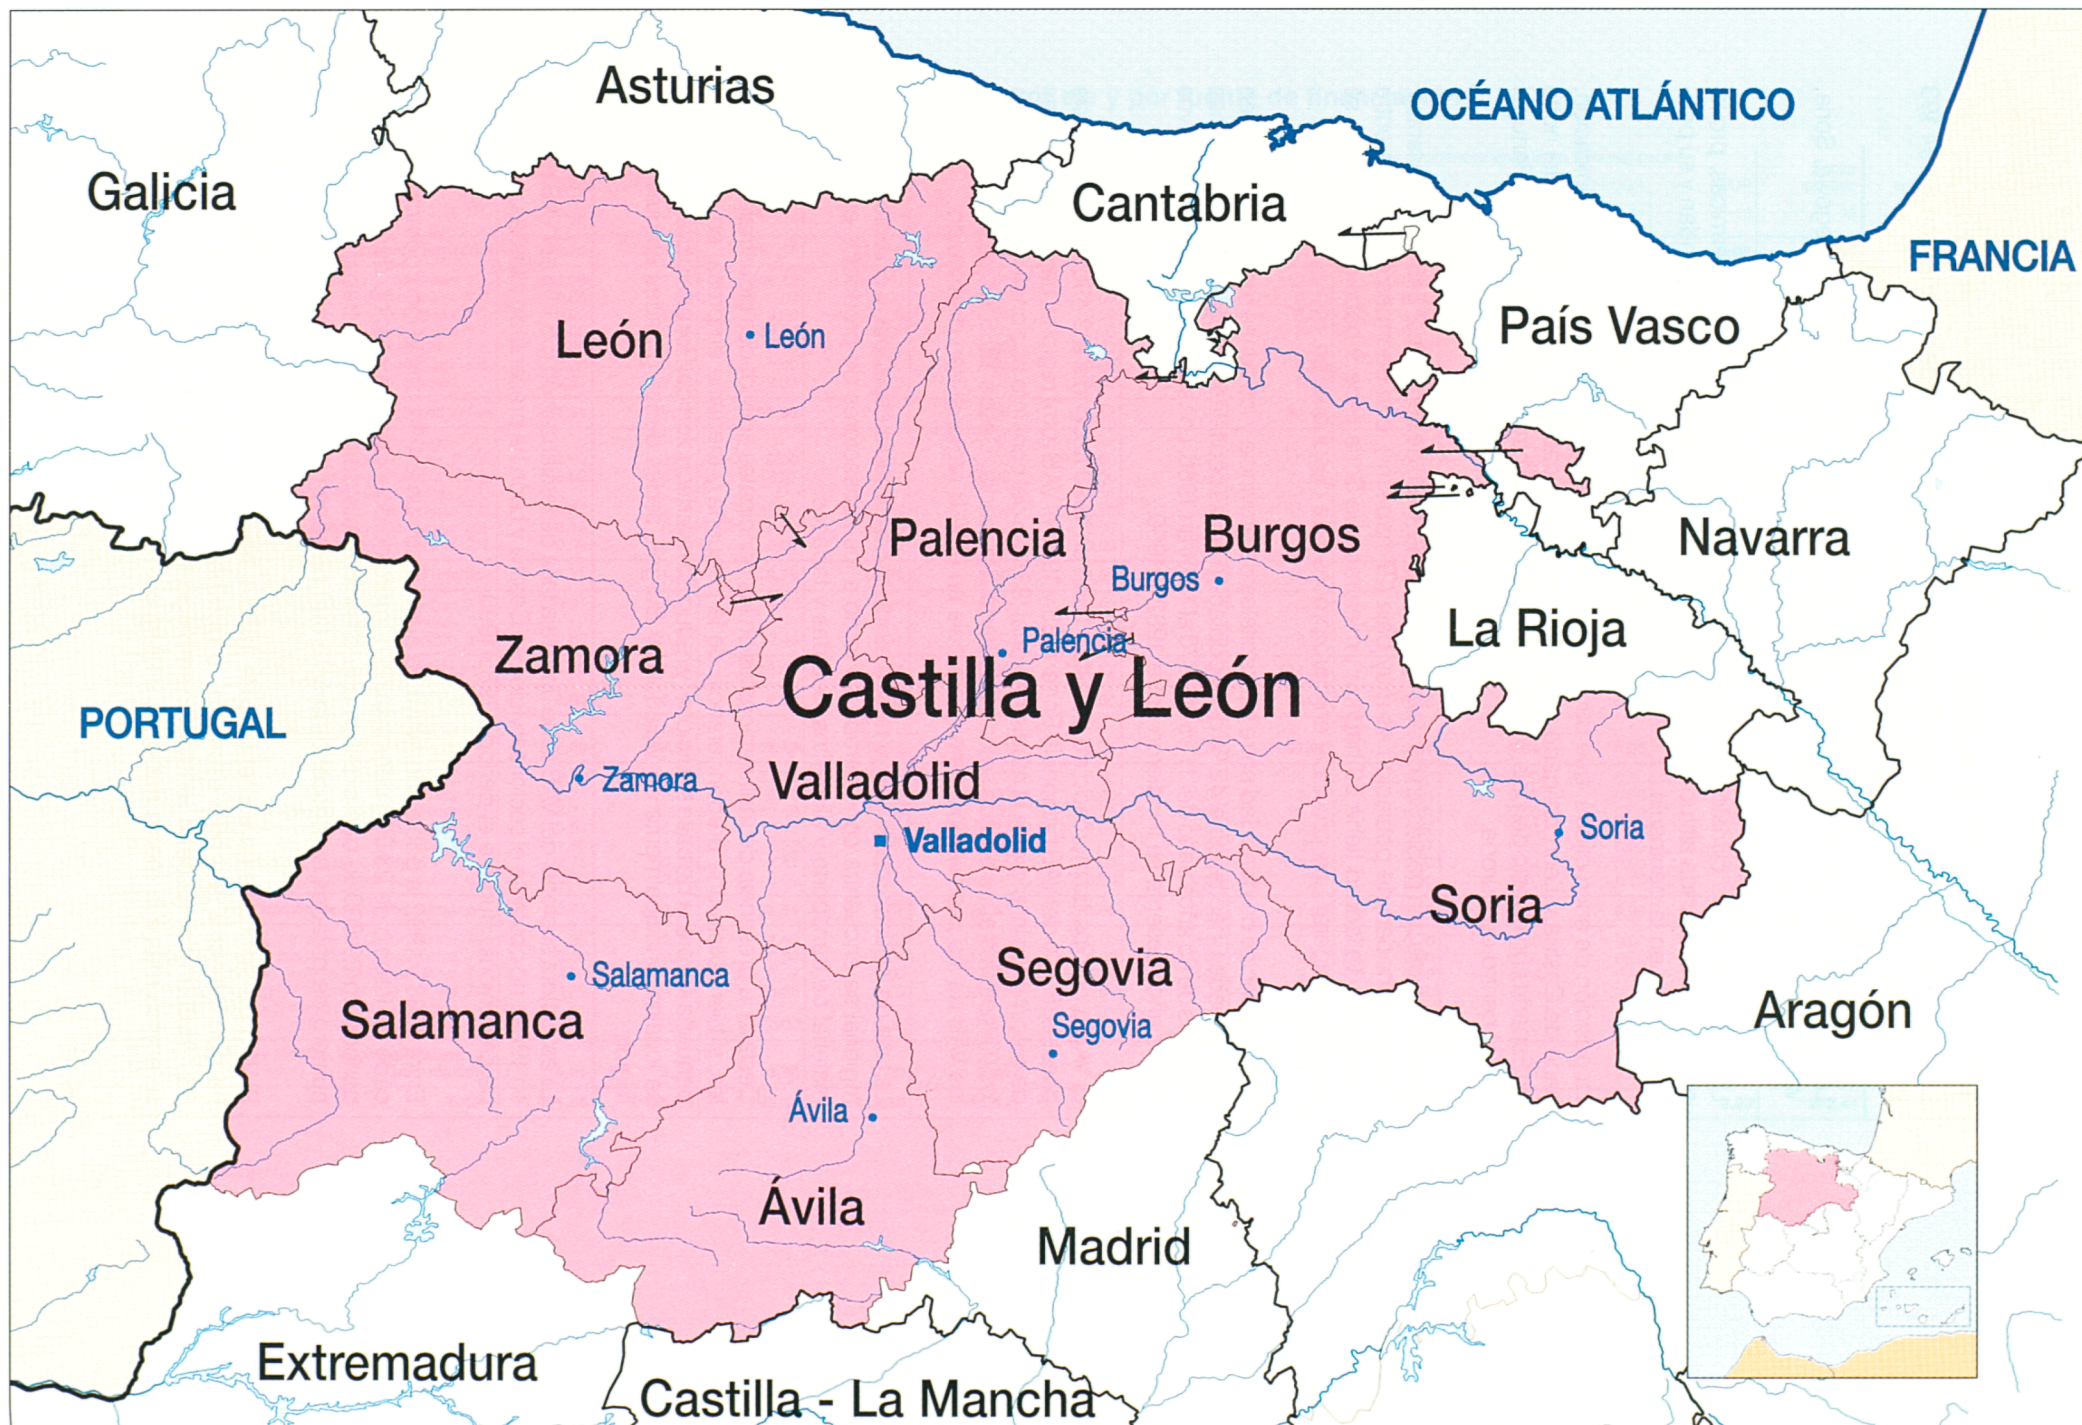 Asturias
OCÉANO ATLÁNTICO
Galicia
Cantabria
FRANCIA
León
León
País Vasco
Palencia
Burgos
Navarra
Burgos
La Rioja
Zamora
Palencia
Castilla y León
PORTUGAL
Zamora
Valladolid
Valladolid
Soria
Soria
Segovia
Salamanca
Salamanca
Segovia
Aragón
Ávila
Ávila
Madrid
Extremadura
Castilla - La Mancha